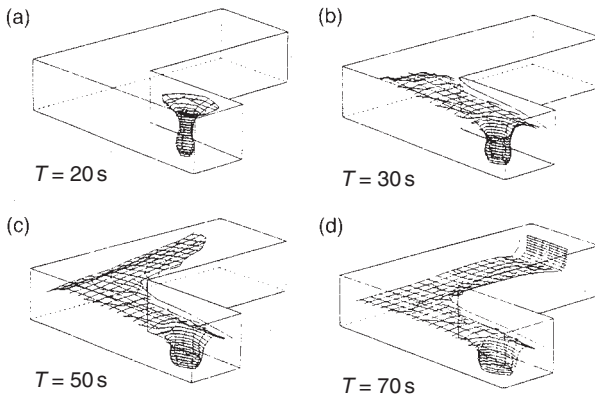 (a)
T = 20 s
(b)
T = 30 s
(c)
T = 50 s
(d)
T = 70 s